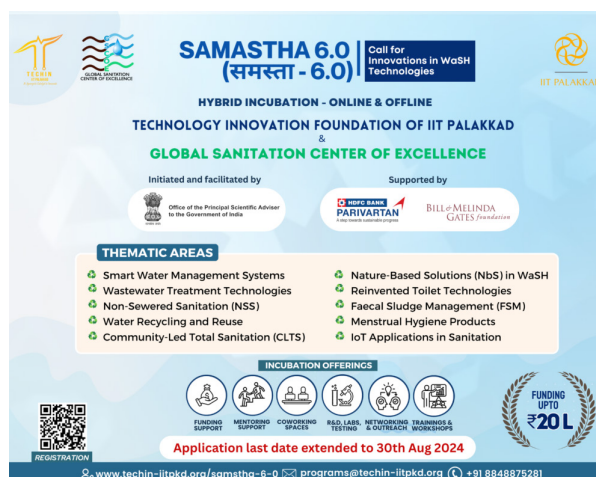 TECHIN
IIT PALAKKAD
GLOBAL SANITATION
CENTER OF EXCELLENCE
SAMASTHA 6.0
(समस्ता - 6.0)
Call for
Innovations in WaSH
Technologies
IIT PALAKKAD
HYBRID INCUBATION - ONLINE & OFFLINE
TECHNOLOGY INNOVATION FOUNDATION OF IIT PALAKKAD
&
GLOBAL SANITATION CENTER OF EXCELLENCE
Initiated and facilitated by
Office of the Principal Scientific Adviser
to the Government of India
Supported by
HDFC BANK
PARIVARTAN
A step towards sustainable progress
BILL & MELINDA
GATES foundation
THEMATIC AREAS
Smart Water Management Systems
Wastewater Treatment Technologies
Non-Sewered Sanitation (NSS)
Water Recycling and Reuse
Community-Led Total Sanitation (CLTS)
Nature-Based Solutions (NbS) in WaSH
Reinvented Toilet Technologies
Faecal Sludge Management (FSM)
Menstrual Hygiene Products
IoT Applications in Sanitation
INCUBATION OFFERINGS
FUNDING
SUPPORT
MENTORING
SUPPORT
COWORKING
SPACES
R&D, LABS,
TESTING
NETWORKING
& OUTREACH
TRAININGS &
WORKSHOPS
FUNDING
UPTO
₹20 L
REGISTRATION
Application last date extended to 30th Aug 2024
www.techin-iitpkd.org/samstha-6-0 programs@techin-iitpkd.org +91 8848875281